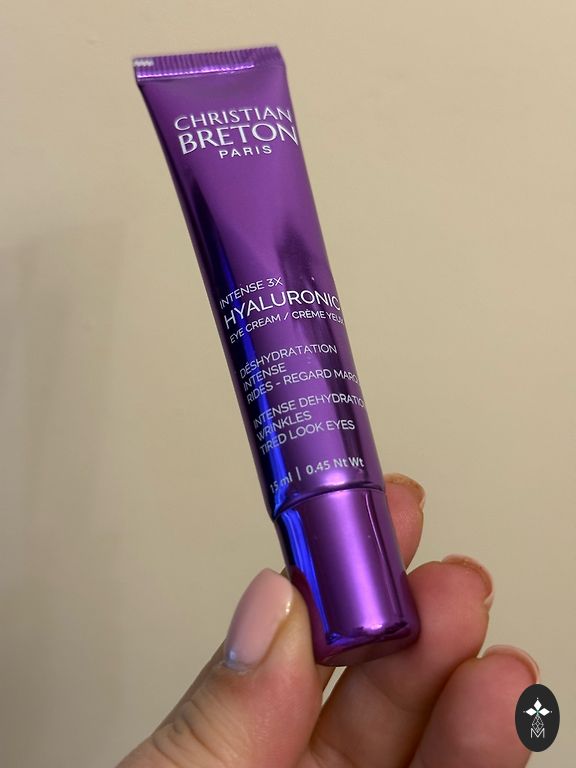 CHRISTIAN
BRETON
PARIS
INTENSE 3X
HYALURONIC
EYE CREAM / CRÈME YEUX
DÉSHYDRATATION
INTENSE
RIDES - REGARD
INTENSE DEHYDRATION
WRINKLES
TIRED LOOK EYES
15 ml | 0.45 Nt Wt
M